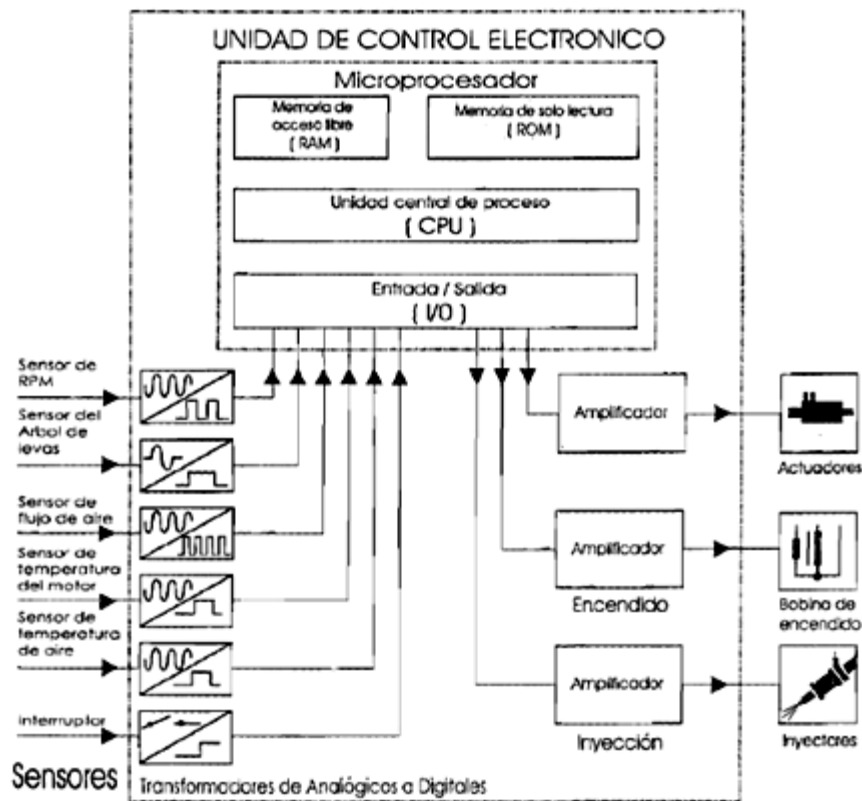 UNIDAD DE CONTROL ELECTRONICO
Microprocesador
Memoria de
acceso libre
( RAM )
Memoria de solo lectura
( ROM )
Unidad central de proceso
( CPU )
Entrada / Salida
( I/O )
Sensor de
RPM
Sensor del
Arbol de
levas
Sensor de
flujo de aire
Sensor de
temperatura
del motor
Sensor de
temperatura
de aire
Interruptor
Sensores
Transformadores de Analógicos a Digitales
Amplificador
Actuadores
Amplificador
Encendido
Bobina de
encendido
Amplificador
Inyección
Inyectores